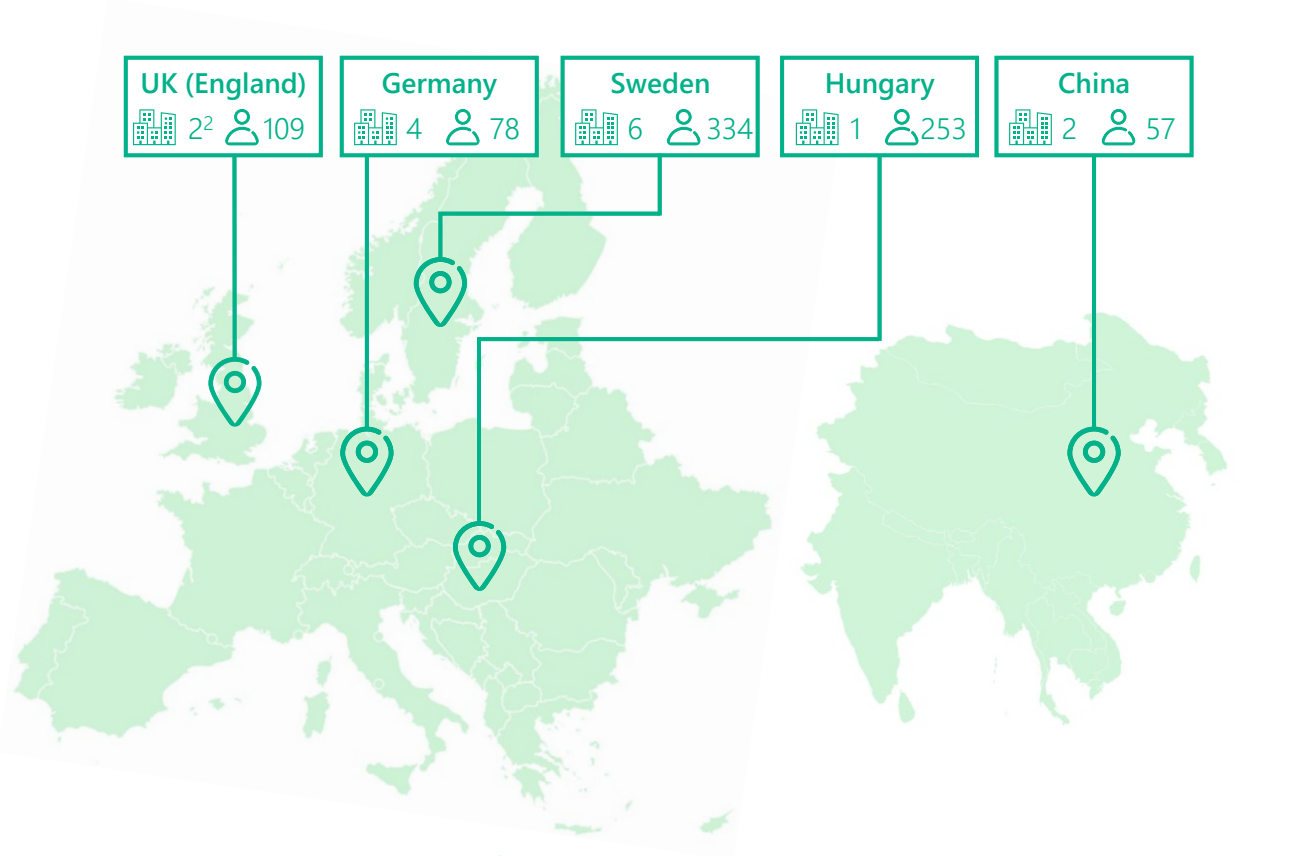 UK (England)
2² 109
Germany
4 78
Sweden
6 334
Hungary
1 253
China
2 57